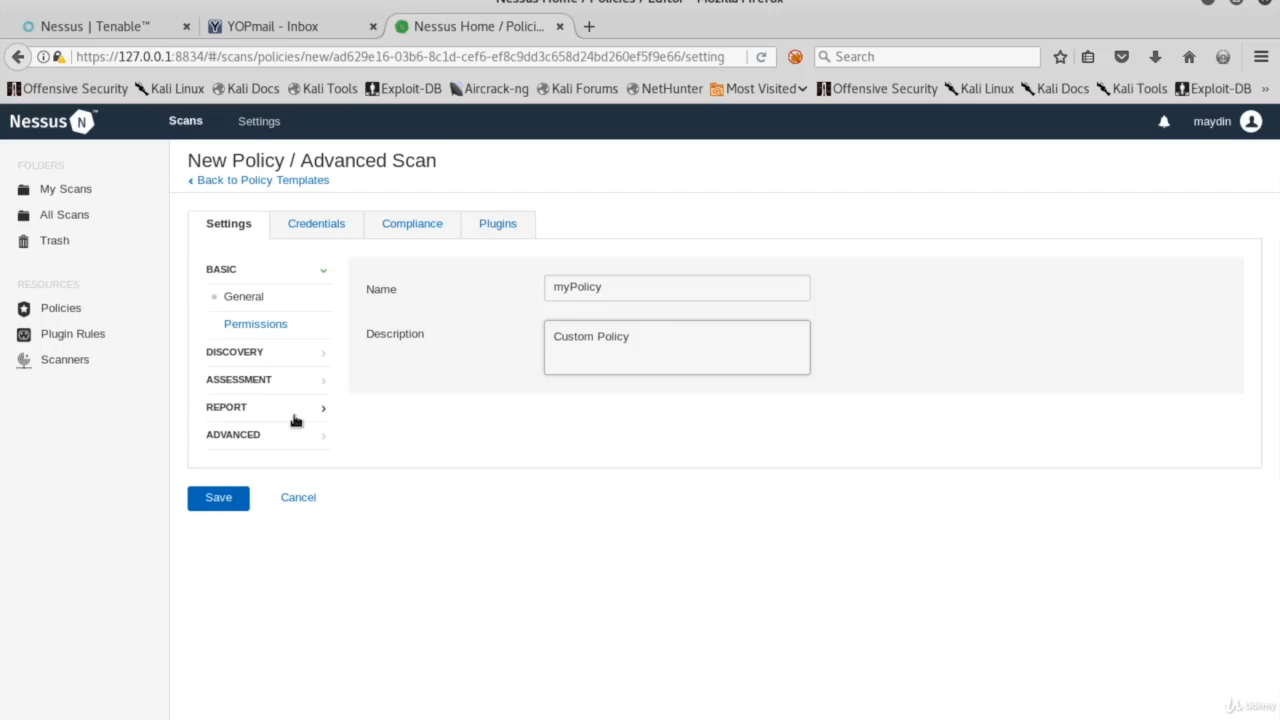 Nessus Home / Policies / Editor - Mozilla Firefox
Nessus | Tenable™
YOPmail - Inbox
Nessus Home / Polici...
https://127.0.0.1:8834/#/scans/policies/new/ad629e16-03b6-8c1d-cef6-ef8c9dd3c658d24bd260ef5f9e66/setting
Search
Offensive Security Kali Linux Kali Docs Kali Tools Exploit-DB Aircrack-ng Kali Forums NetHunter Most Visited Offensive Security Kali Linux Kali Docs Kali Tools Exploit-DB »
Nessus N ™
Scans
Settings
maydin
FOLDERS
My Scans
All Scans
Trash
RESOURCES
Policies
Plugin Rules
Scanners
New Policy / Advanced Scan
‹ Back to Policy Templates
Settings
Credentials
Compliance
Plugins
BASIC
General
Permissions
DISCOVERY
ASSESSMENT
REPORT
ADVANCED
Name
myPolicy
Description
Custom Policy
Save
Cancel
Udemy